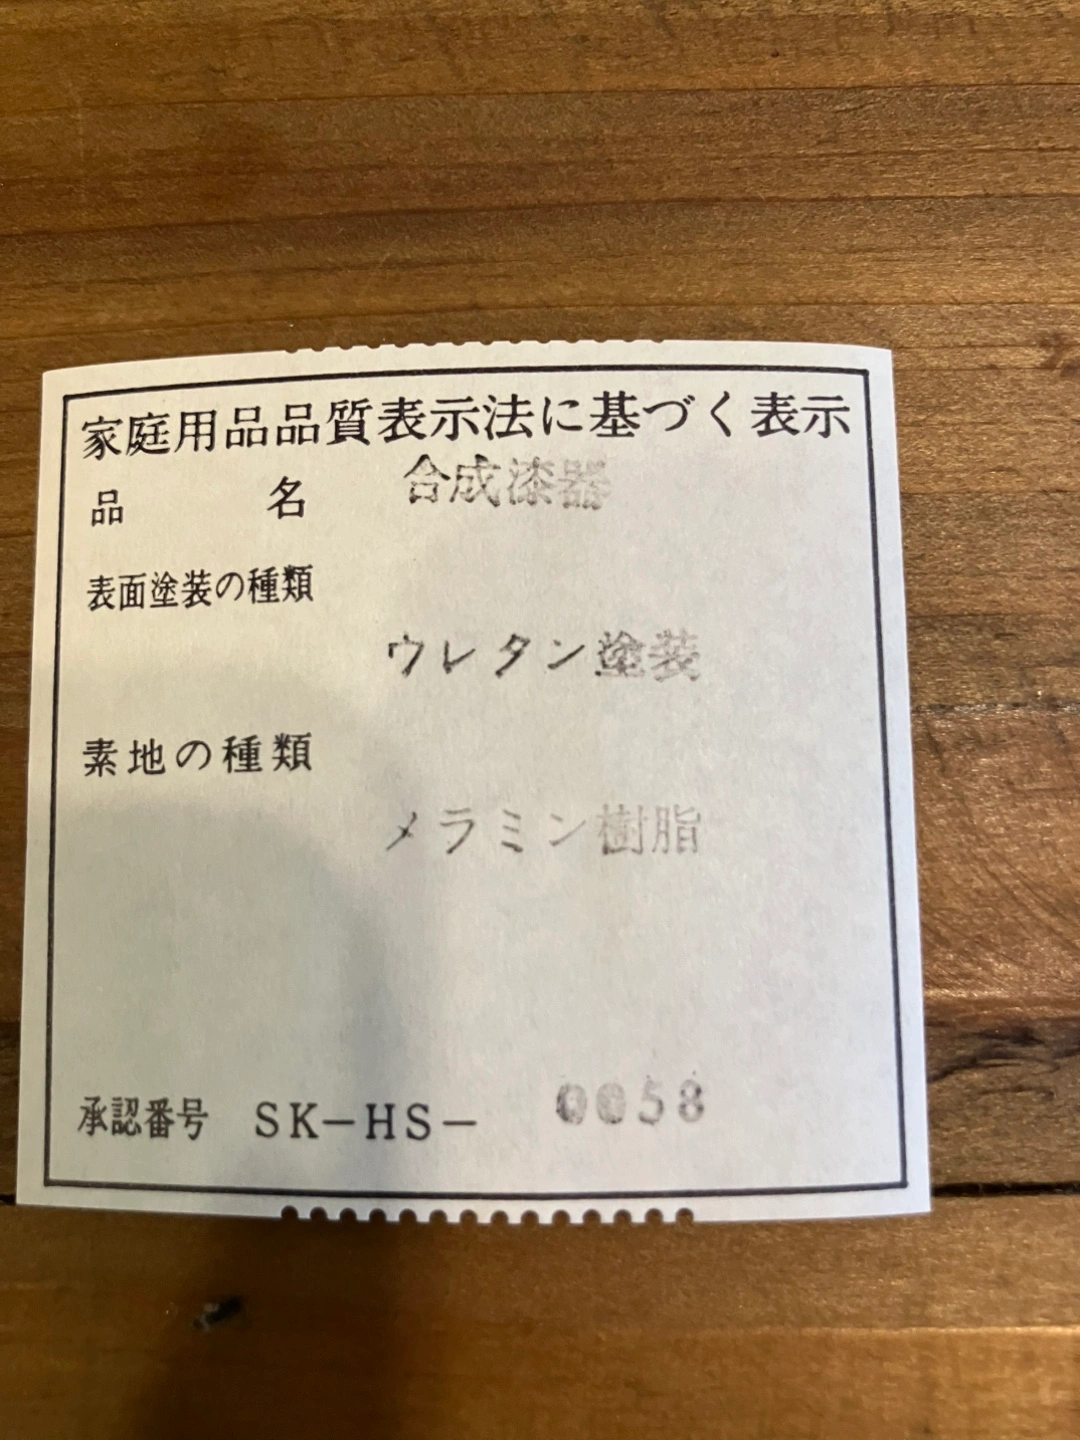 家庭用品品質表示法に基づく表示
品名 合成漆器
表面塗装の種類
ウレタン塗装
素地の種類
メラミン樹脂
承認番号 SK-HS- 0058